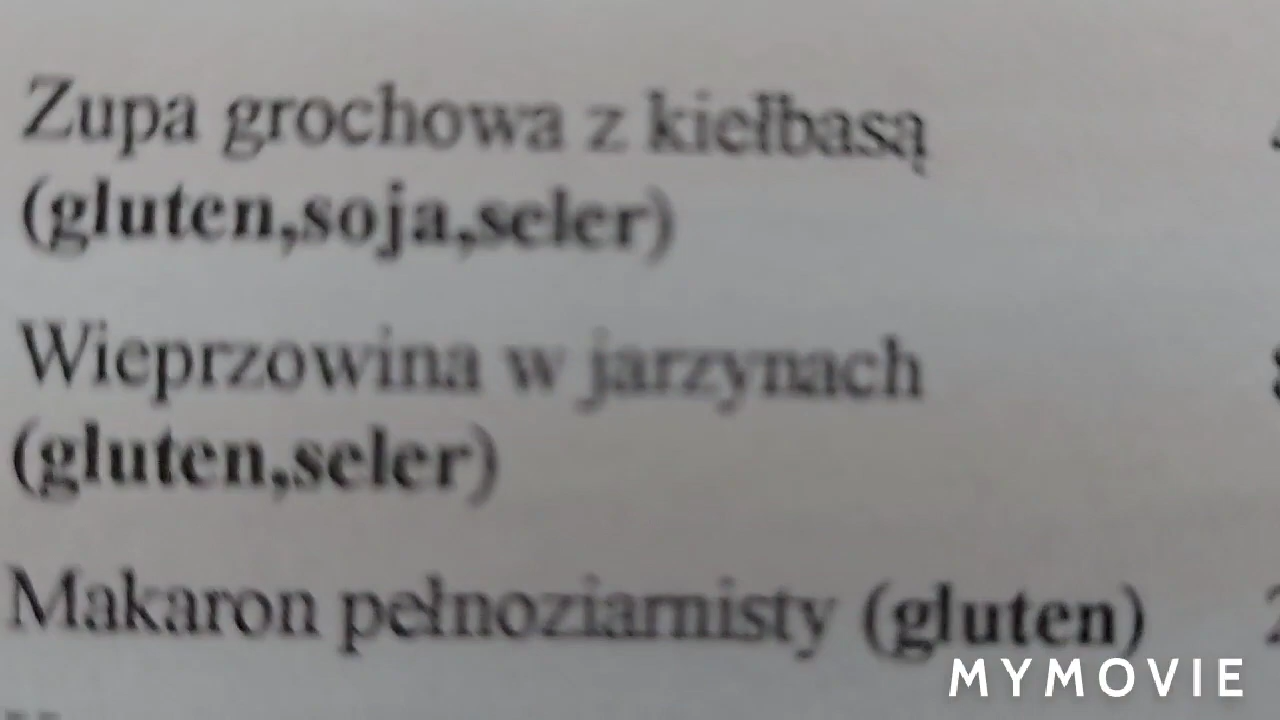 Zupa grochowa z kiełbasą
(gluten,soja,seler)
Wieprzowina w jarzynach
(gluten,seler)
Makaron pełnoziarnisty (gluten)
MYMOVIE